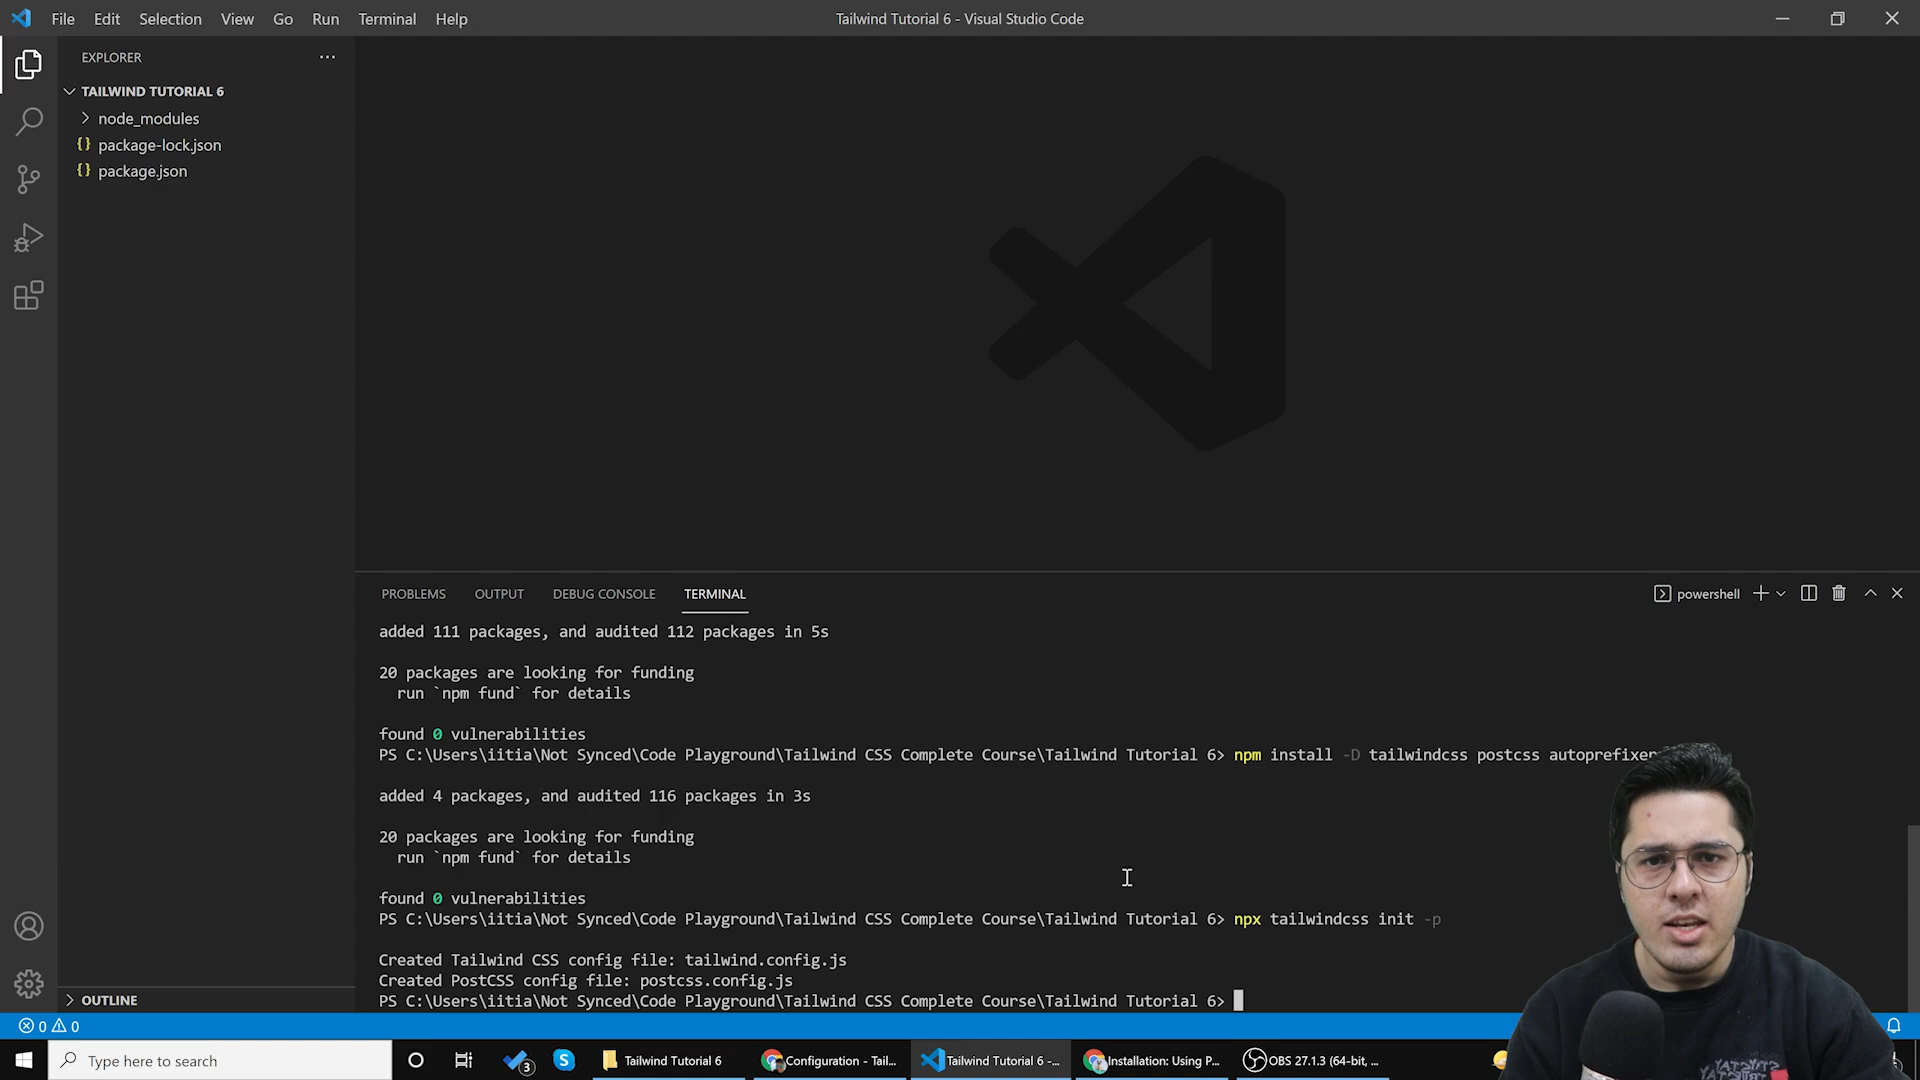 File Edit Selection View Go Run Terminal Help
Tailwind Tutorial 6 - Visual Studio Code
EXPLORER
TAILWIND TUTORIAL 6
node_modules
{} package-lock.json
{} package.json
PROBLEMS OUTPUT DEBUG CONSOLE TERMINAL
powershell
added 111 packages, and audited 112 packages in 5s
20 packages are looking for funding
run `npm fund` for details
found 0 vulnerabilities
PS C:\Users\iitia\Not Synced\Code Playground\Tailwind CSS Complete Course\Tailwind Tutorial 6> npm install -D tailwindcss postcss autoprefixer
added 4 packages, and audited 116 packages in 3s
20 packages are looking for funding
run `npm fund` for details
found 0 vulnerabilities
PS C:\Users\iitia\Not Synced\Code Playground\Tailwind CSS Complete Course\Tailwind Tutorial 6> npx tailwindcss init -p
Created Tailwind CSS config file: tailwind.config.js
Created PostCSS config file: postcss.config.js
PS C:\Users\iitia\Not Synced\Code Playground\Tailwind CSS Complete Course\Tailwind Tutorial 6>
OUTLINE
0 0
Type here to search
3
Tailwind Tutorial 6
Configuration - Tail...
Tailwind Tutorial 6 -...
Installation: Using P...
OBS 27.1.3 (64-bit, ...